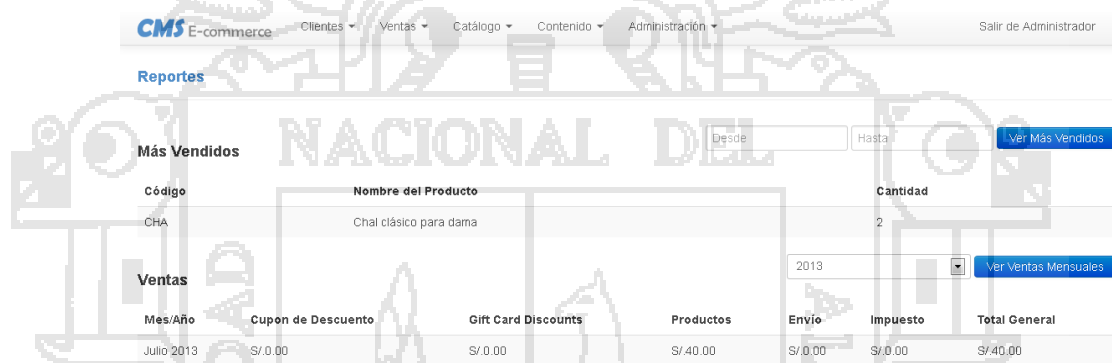 CMS E-commerce Clientes Ventas Catálogo Contenido Administración Salir de Administrador
Reportes
NACIONAL DEL
Más Vendidos Desde Hasta Ver Más Vendidos
Código Nombre del Producto Cantidad
CHA Chal clásico para dama 2
Ventas 2013 Ver Ventas Mensuales
Mes/Año Cupon de Descuento Gift Card Discounts Productos Envío Impuesto Total General
Julio 2013 S/.0.00 S/.0.00 S/.40.00 S/.0.00 S/.0.00 S/.40.00